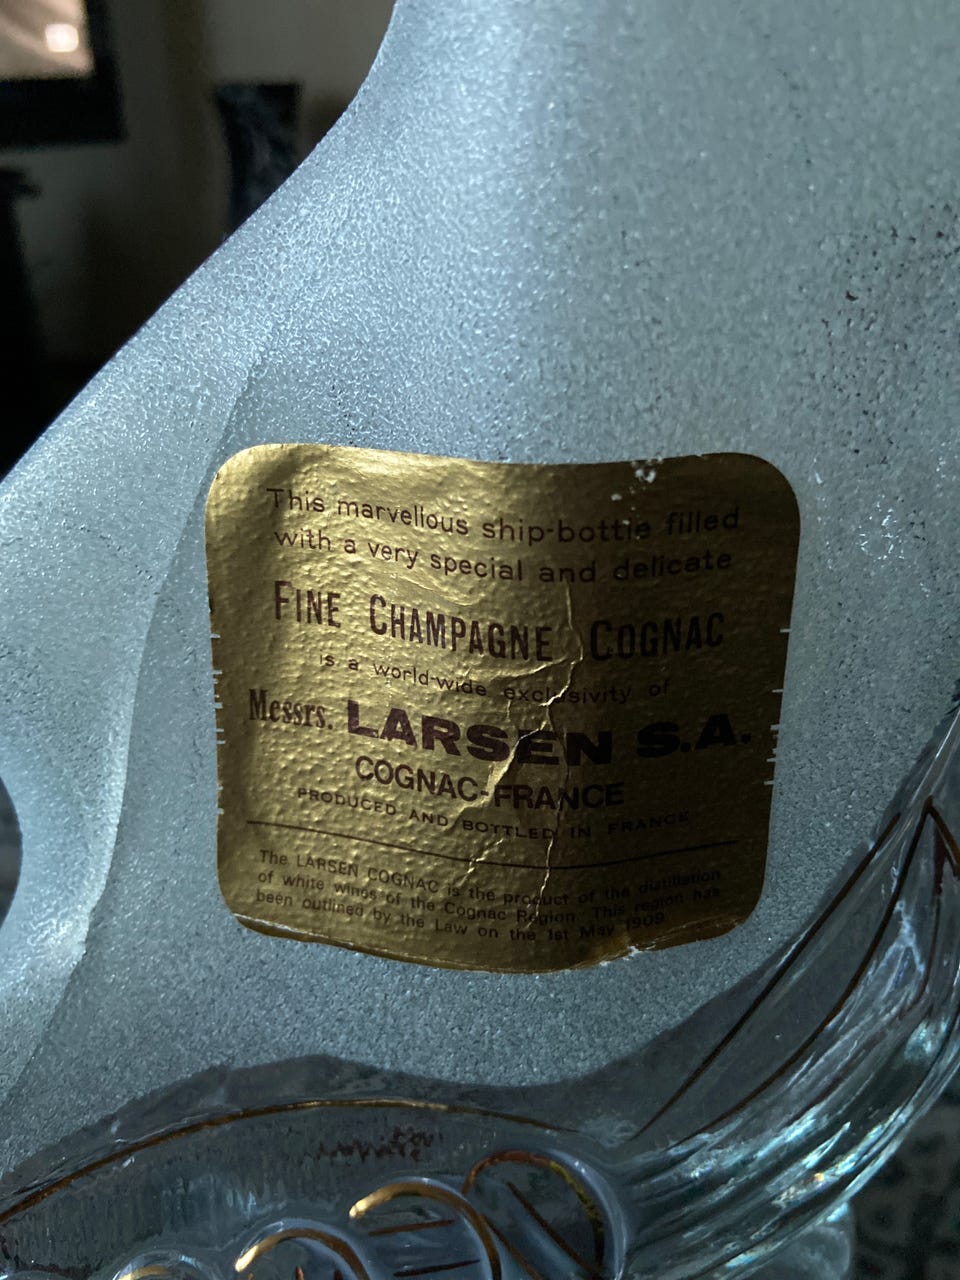 This marvellous ship-bottle filled
with a very special and delicate
FINE CHAMPAGNE COGNAC
is a world-wide exclusivity of
Messrs. LARSEN S.A.
COGNAC-FRANCE
PRODUCED AND BOTTLED IN FRANCE
The LARSEN COGNAC is the product of the distillation
of white wines of the Cognac Region. This region has
been outlined by the Law on the 1st May 1909